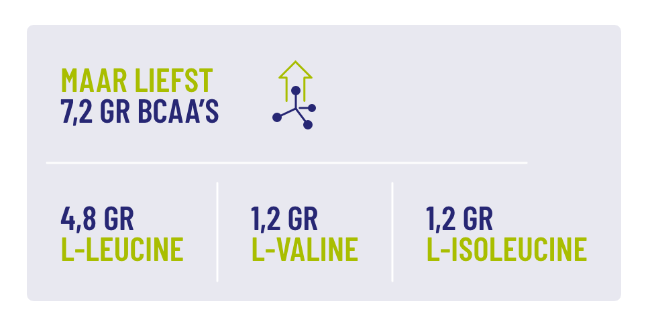 MAAR LIEFST
7,2 GR BCAA'S
4,8 GR
L-LEUCINE
1,2 GR
L-VALINE
1,2 GR
L-ISOLEUCINE